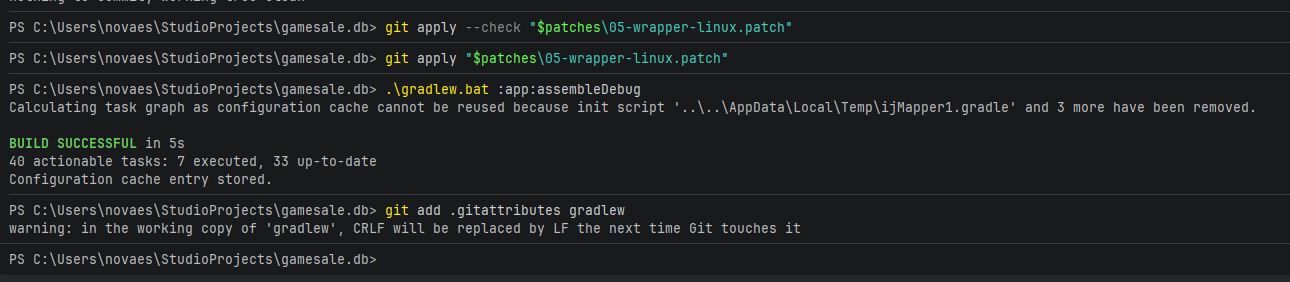 PS C:\Users\novaes\StudioProjects\gamesale.db> git apply --check "$patches\05-wrapper-linux.patch"
PS C:\Users\novaes\StudioProjects\gamesale.db> git apply "$patches\05-wrapper-linux.patch"
PS C:\Users\novaes\StudioProjects\gamesale.db> .\gradlew.bat :app:assembleDebug
Calculating task graph as configuration cache cannot be reused because init script '..\..\AppData\Local\Temp\ijMapper1.gradle' and 3 more have been removed.
BUILD SUCCESSFUL in 5s
40 actionable tasks: 7 executed, 33 up-to-date
Configuration cache entry stored.
PS C:\Users\novaes\StudioProjects\gamesale.db> git add .gitattributes gradlew
warning: in the working copy of 'gradlew', CRLF will be replaced by LF the next time Git touches it
PS C:\Users\novaes\StudioProjects\gamesale.db>